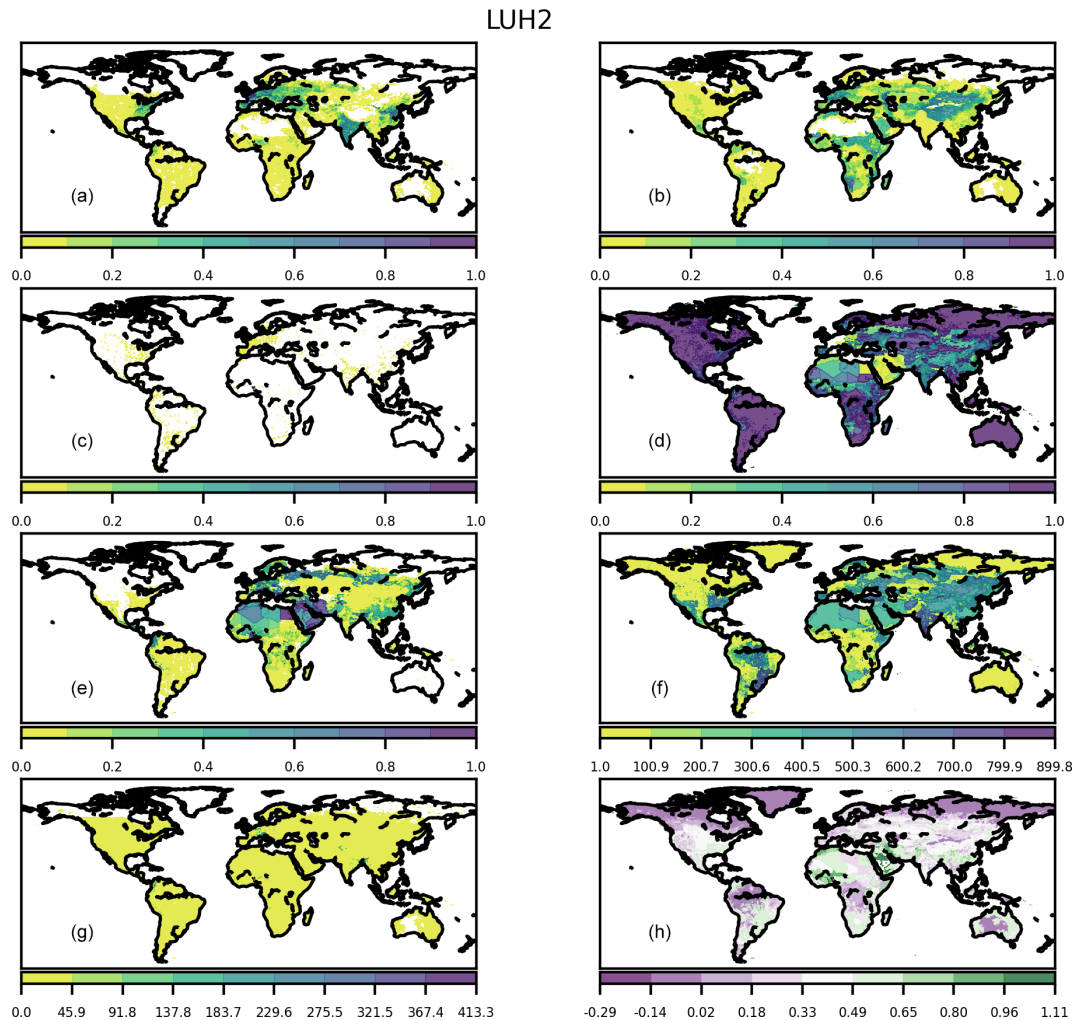 LUH2
(a) (b)
0.0 0.2 0.4 0.6 0.8 1.0 0.0 0.2 0.4 0.6 0.8 1.0
(c) (d)
0.0 0.2 0.4 0.6 0.8 1.0 0.0 0.2 0.4 0.6 0.8 1.0
(e) (f)
0.0 0.2 0.4 0.6 0.8 1.0 1.0 100.9 200.7 300.6 400.5 500.3 600.2 700.0 799.9 899.8
(g) (h)
0.0 45.9 91.8 137.8 183.7 229.6 275.5 321.5 367.4 413.3 -0.29 -0.14 0.02 0.18 0.33 0.49 0.65 0.80 0.96 1.11